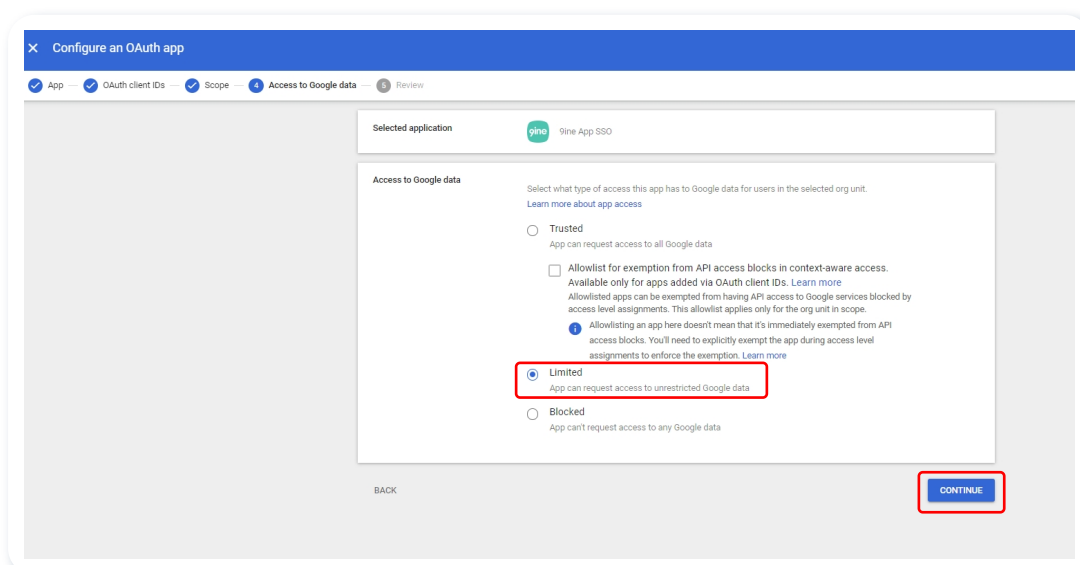 Configure an OAuth app
App
OAuth client IDs
Scope
4 Access to Google data
5 Review
Selected application
9ine 9ine App SSO
Access to Google data
Select what type of access this app has to Google data for users in the selected org unit.
Learn more about app access
Trusted
App can request access to all Google data
Allowlist for exemption from API access blocks in context-aware access.
Available only for apps added via OAuth client IDs. Learn more
Allowlisted apps can be exempted from having API access to Google services blocked by
access level assignments. This allowlist applies only for the org unit in scope.
Allowlisting an app here doesn't mean that it's immediately exempted from API
access blocks. You'll need to explicitly exempt the app during access level
assignments to enforce the exemption. Learn more
Limited
App can request access to unrestricted Google data
Blocked
App can't request access to any Google data
BACK
CONTINUE